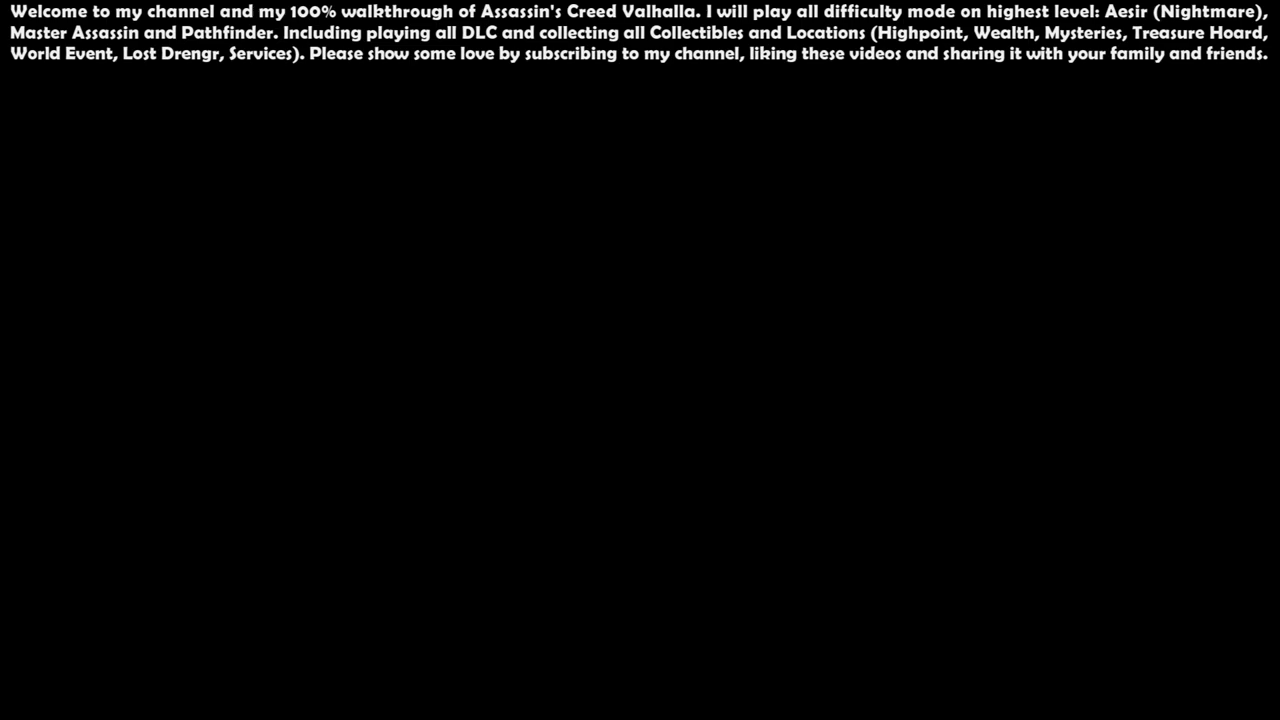 Welcome to my channel and my 100% walkthrough of Assassin's Creed Valhalla. I will play all difficulty mode on highest level: Aesir (Nightmare),
Master Assassin and Pathfinder. Including playing all DLC and collecting all Collectibles and Locations (Highpoint, Wealth, Mysteries, Treasure Hoard,
World Event, Lost Drengr, Services). Please show some love by subscribing to my channel, liking these videos and sharing it with your family and friends.